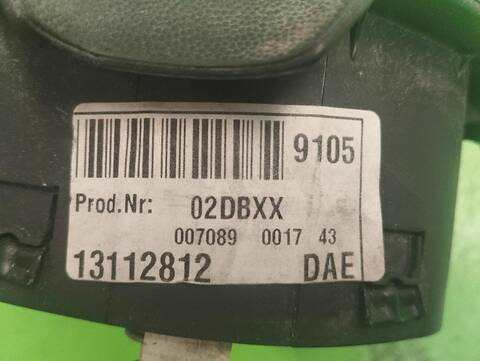 9105
Prod.Nr: 02DBXX
007089 0017 43
13112812 DAE